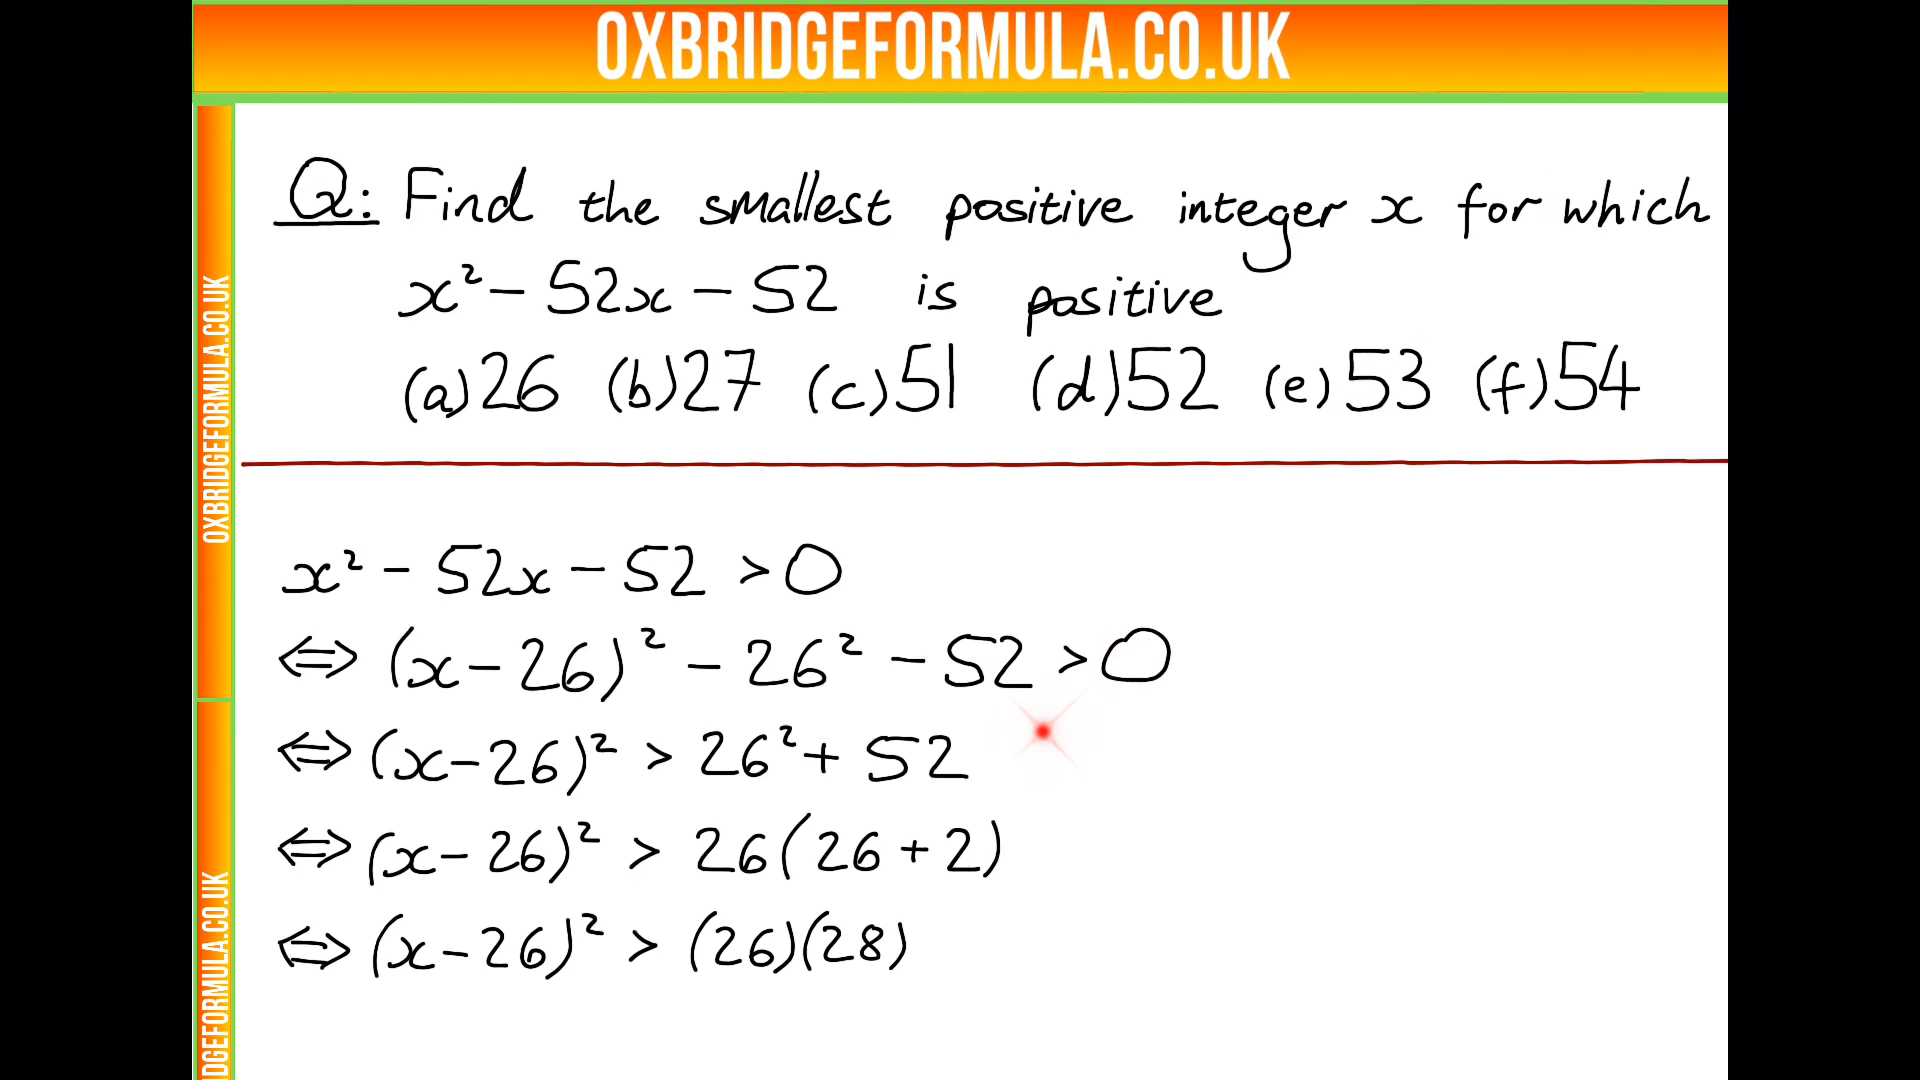 OXBRIDGEFORMULA.CO.UK
OXBRIDGEFORMULA.CO.UK
DGEFORMULA.CO.UK
Q: Find the smallest positive integer x for which
x² - 52x - 52 is positive
(a) 26 (b) 27 (c) 51 (d) 52 (e) 53 (f) 54
x² - 52x - 52 > 0
⇔ (x - 26)² - 26² - 52 > 0
⇔ (x - 26)² > 26² + 52
⇔ (x - 26)² > 26(26 + 2)
⇔ (x - 26)² > (26)(28)